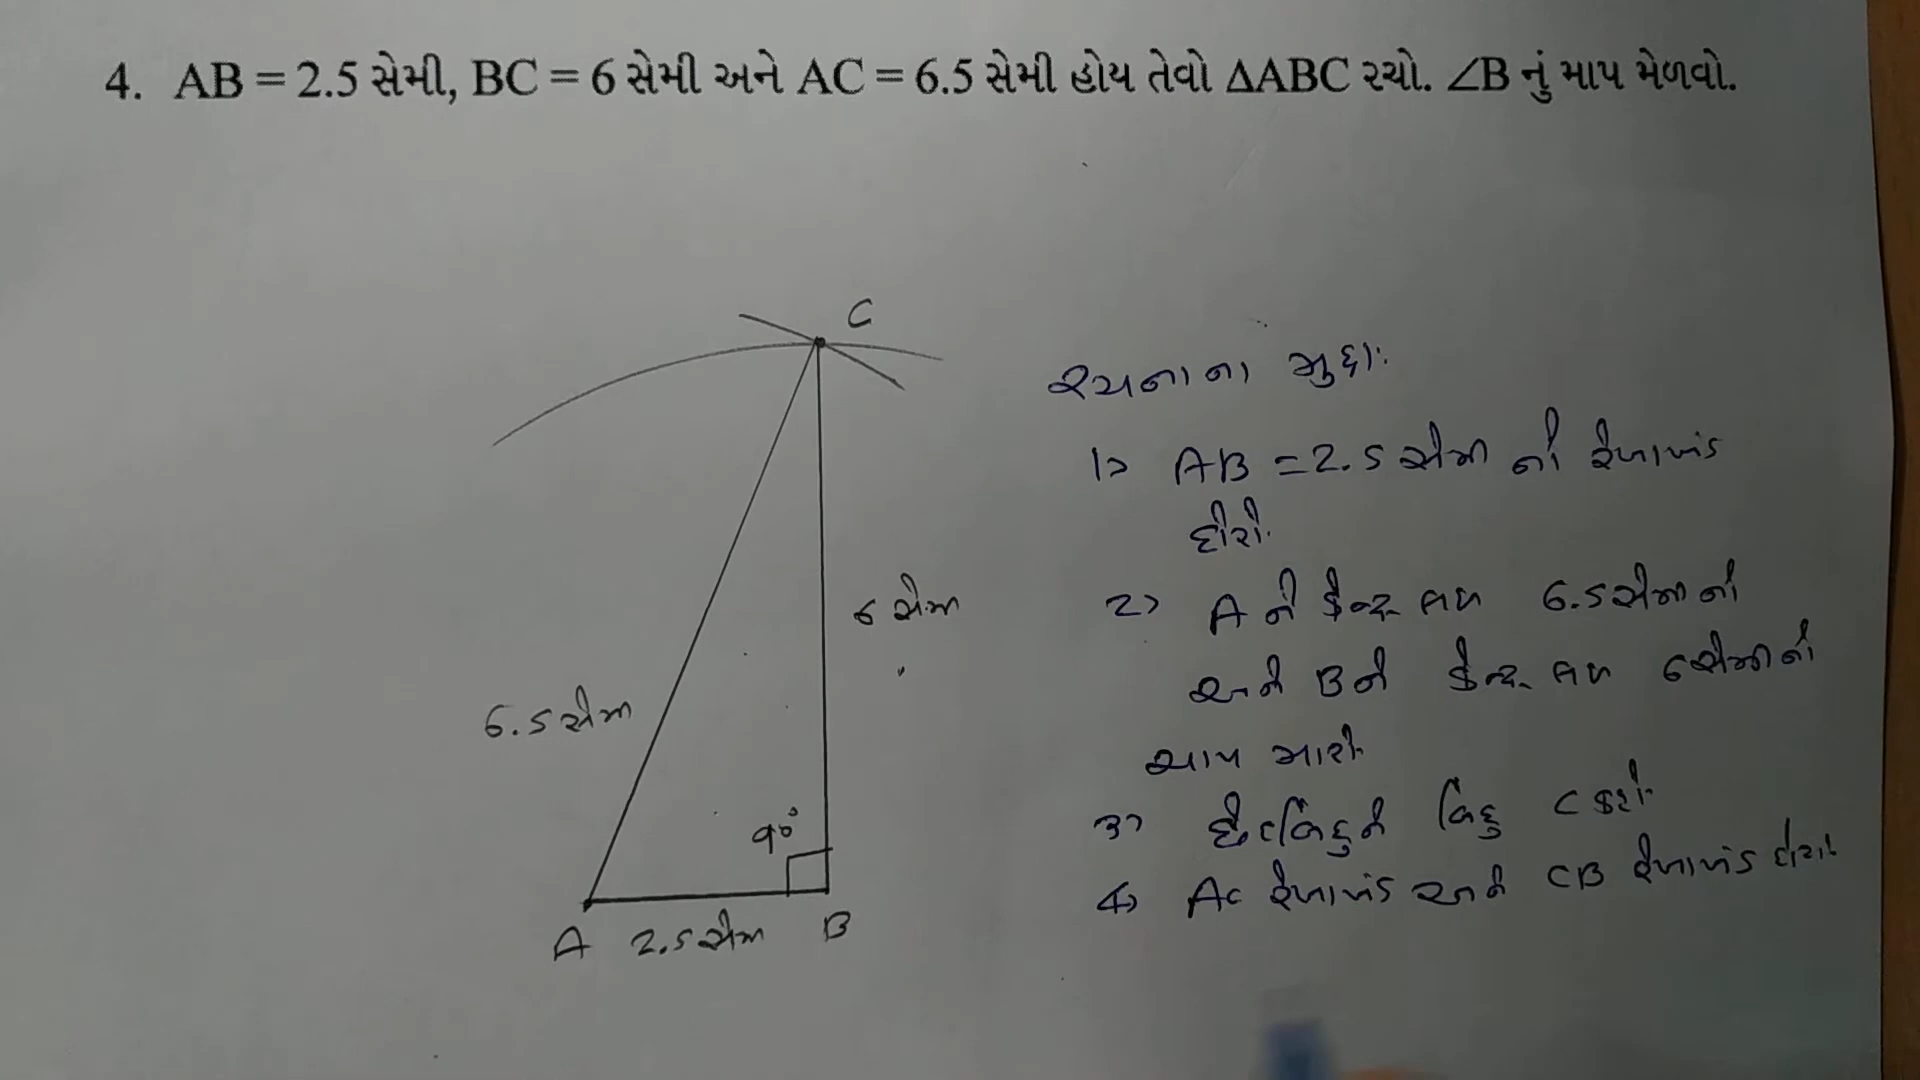 4. AB = 2.5 સેમી, BC = 6 સેમી અને AC = 6.5 સેમી હોય તેવો ΔABC રચો. ∠B નું માપ મેળવો.
C
રચનાના મુદ્દા:
1> AB = 2.5 સેમી નો રેખાખંડ
દોરો.
6 સેમી
2> A ને કેન્દ્ર લઈ 6.5 સેમી નો
અને B ને કેન્દ્ર લઈ 6 સેમી નો
6.5 સેમી
ચાપ મારો
90°
3> છેદબિંદુને બિંદુ C કહો
4> AC રેખાખંડ અને CB રેખાખંડ દોરો
A 2.5 સેમી B